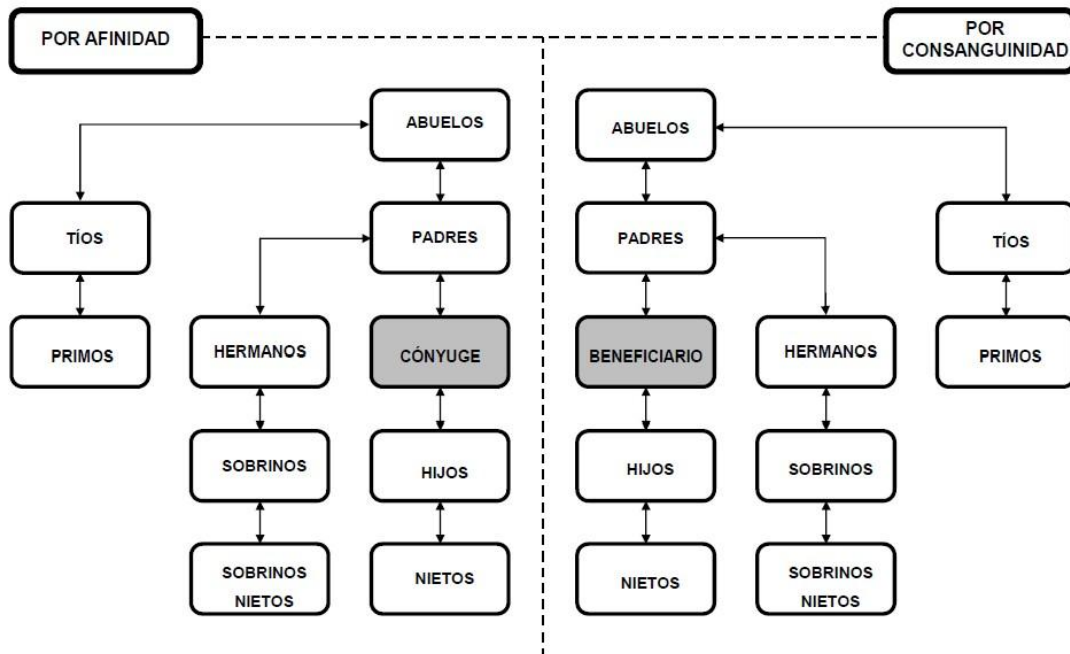 POR AFINIDAD
POR
CONSANGUINIDAD
ABUELOS
ABUELOS
TÍOS
PADRES
PADRES
TÍOS
PRIMOS
HERMANOS
CÓNYUGE
BENEFICIARIO
HERMANOS
PRIMOS
SOBRINOS
HIJOS
HIJOS
SOBRINOS
SOBRINOS
NIETOS
NIETOS
NIETOS
SOBRINOS
NIETOS